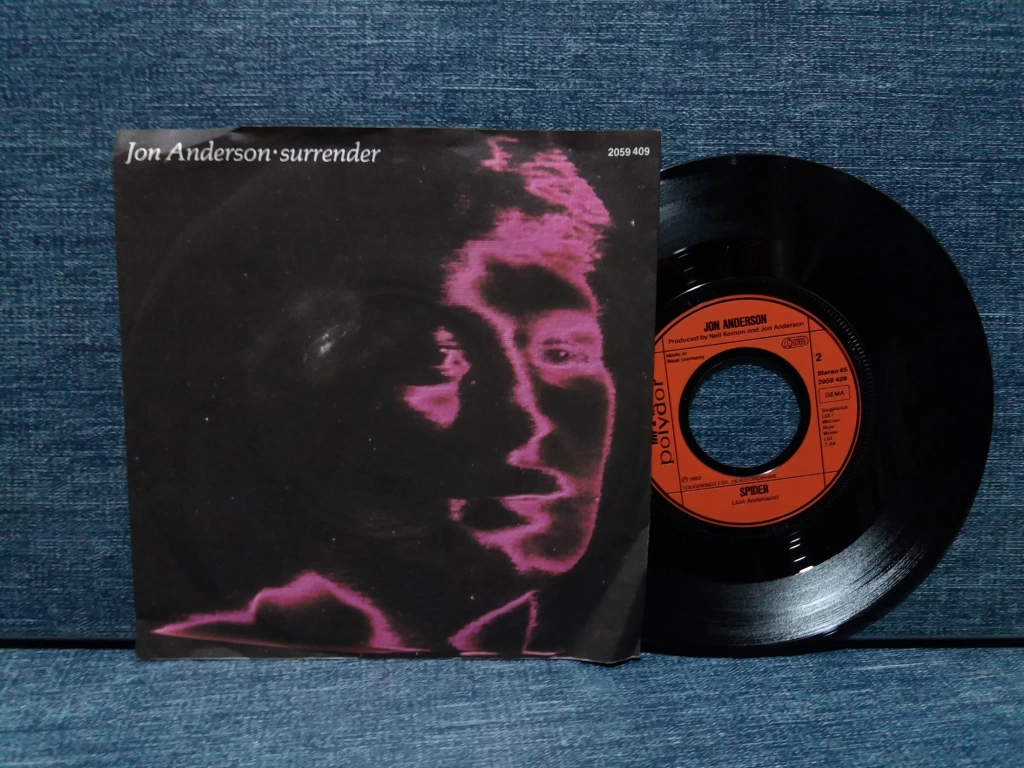 Jon Anderson·surrender
2059 409
JON ANDERSON
Produced by Neil Kernon and Jon Anderson
Made in
West Germany
2
Stereo 45
2059 409
GEMA
polydor
℗ 1982
SPIDER
(Jon Anderson)